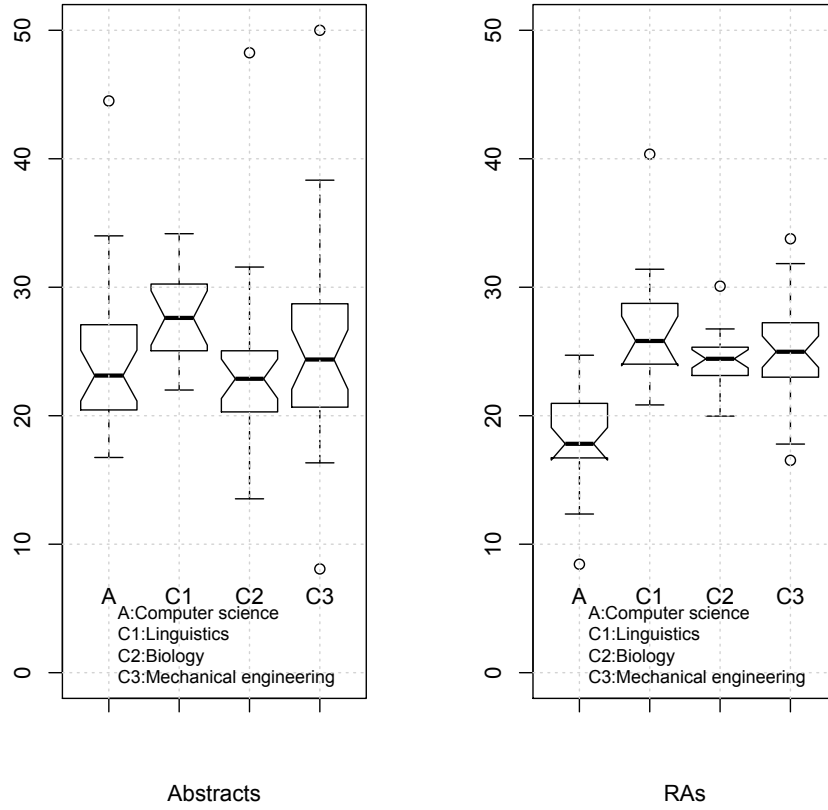 50
40
30
20
10
0
A C1 C2 C3
A:Computer science
C1:Linguistics
C2:Biology
C3:Mechanical engineering
Abstracts
50
40
30
20
10
0
A C1 C2 C3
A:Computer science
C1:Linguistics
C2:Biology
C3:Mechanical engineering
RAs